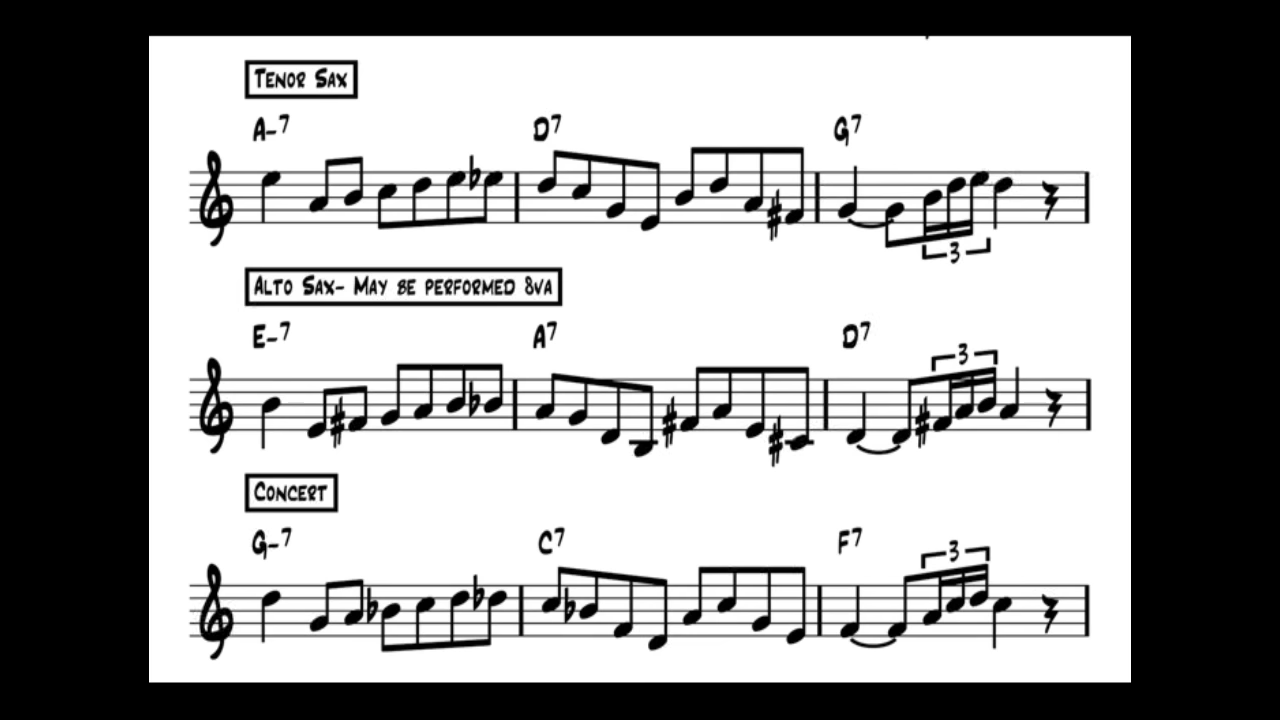 TENOR SAX
A-7 D7 G7
3
ALTO SAX- MAY BE PERFORMED 8VA
E-7 A7 D7
3
CONCERT
G-7 C7 F7
3